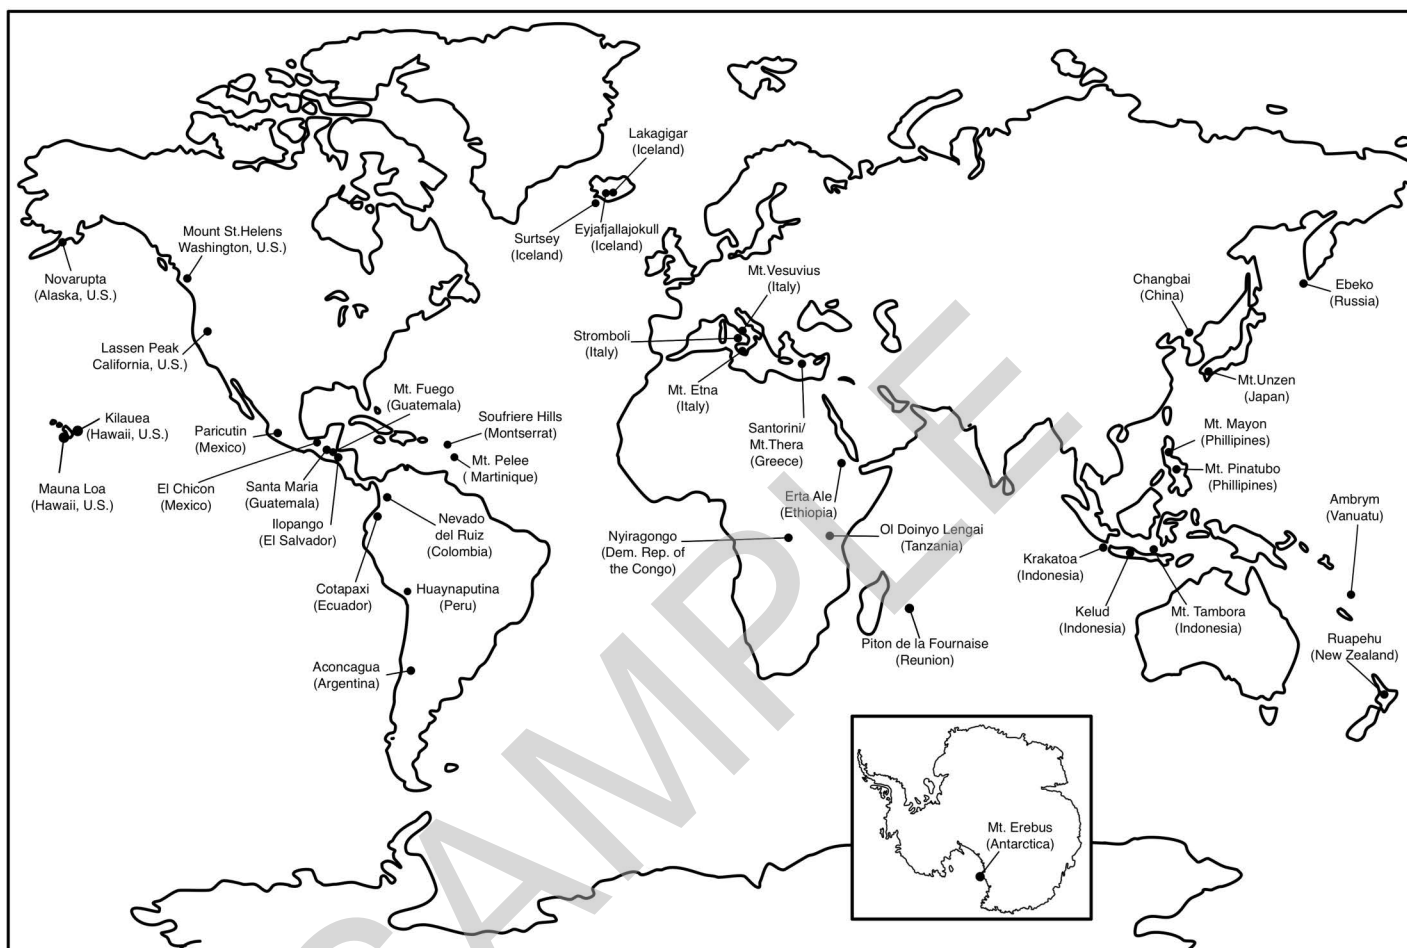 Lakagigar
(Iceland)
Surtsey
(Iceland)
Eyjafjallajokull
(Iceland)
Mount St.Helens
Washington, U.S.)
Novarupta
(Alaska, U.S.)
Lassen Peak
California, U.S.)
Mt.Vesuvius
(Italy)
Stromboli
(Italy)
Mt. Etna
(Italy)
Santorini/
Mt.Thera
(Greece)
Changbai
(China)
Ebeko
(Russia)
Mt.Unzen
(Japan)
Mt. Mayon
(Phillipines)
Mt. Pinatubo
(Phillipines)
Kilauea
(Hawaii, U.S.)
Mauna Loa
(Hawaii, U.S.)
Paricutin
(Mexico)
El Chicon
(Mexico)
Mt. Fuego
(Guatemala)
Santa Maria
(Guatemala)
Ilopango
(El Salvador)
Soufriere Hills
(Montserrat)
Mt. Pelee
( Martinique)
Nevado
del Ruiz
(Colombia)
Cotapaxi
(Ecuador)
Huaynaputina
(Peru)
Aconcagua
(Argentina)
Erta Ale
(Ethiopia)
Nyiragongo
(Dem. Rep. of
the Congo)
Ol Doinyo Lengai
(Tanzania)
Piton de la Fournaise
(Reunion)
Krakatoa
(Indonesia)
Kelud
(Indonesia)
Mt. Tambora
(Indonesia)
Ambrym
(Vanuatu)
Ruapehu
(New Zealand)
Mt. Erebus
(Antarctica)
SAMPLE